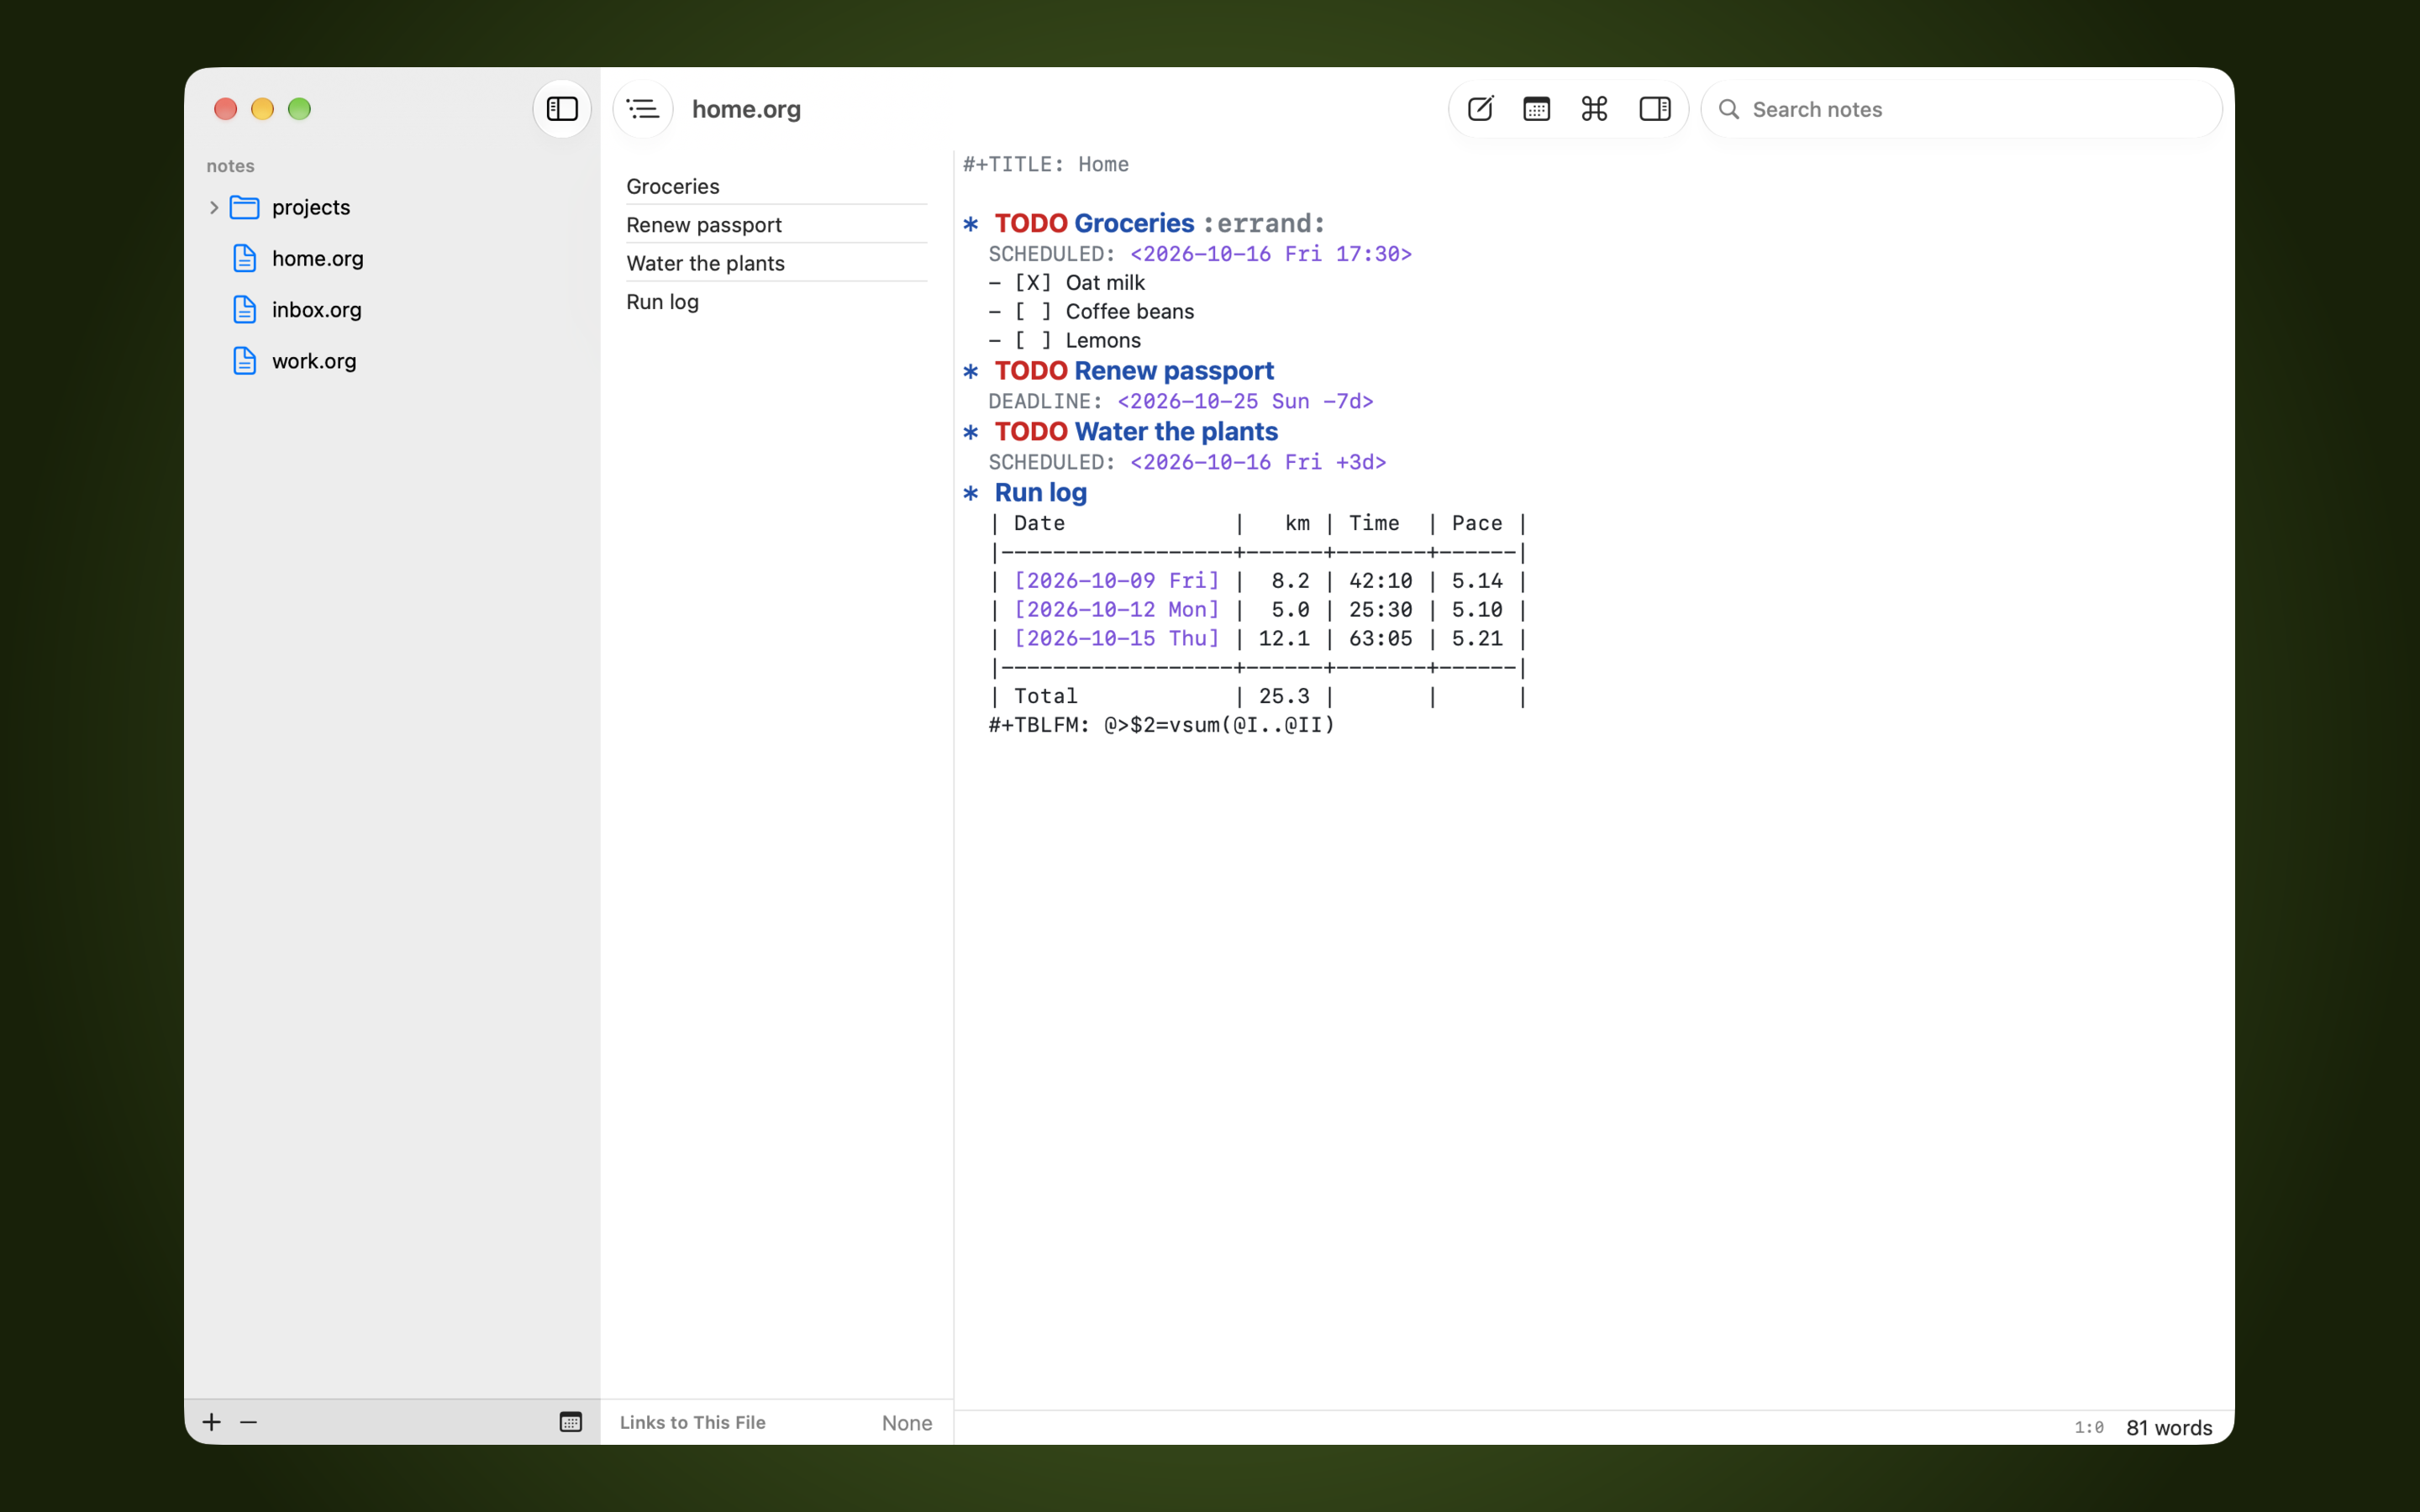 home.org
Search notes
notes
projects
home.org
inbox.org
work.org
Groceries
Renew passport
Water the plants
Run log
#+TITLE: Home
* TODO Groceries :errand:
SCHEDULED: <2026-10-16 Fri 17:30>
- [X] Oat milk
- [ ] Coffee beans
- [ ] Lemons
* TODO Renew passport
DEADLINE: <2026-10-25 Sun -7d>
* TODO Water the plants
SCHEDULED: <2026-10-16 Fri +3d>
* Run log
| Date             |   km | Time  | Pace |
|------------------+------+-------+------|
| [2026-10-09 Fri] |  8.2 | 42:10 | 5.14 |
| [2026-10-12 Mon] |  5.0 | 25:30 | 5.10 |
| [2026-10-15 Thu] | 12.1 | 63:05 | 5.21 |
|------------------+------+-------+------|
| Total            | 25.3 |       |      |
#+TBLFM: @>$2=vsum(@I..@II)
Links to This File None
1:0 81 words